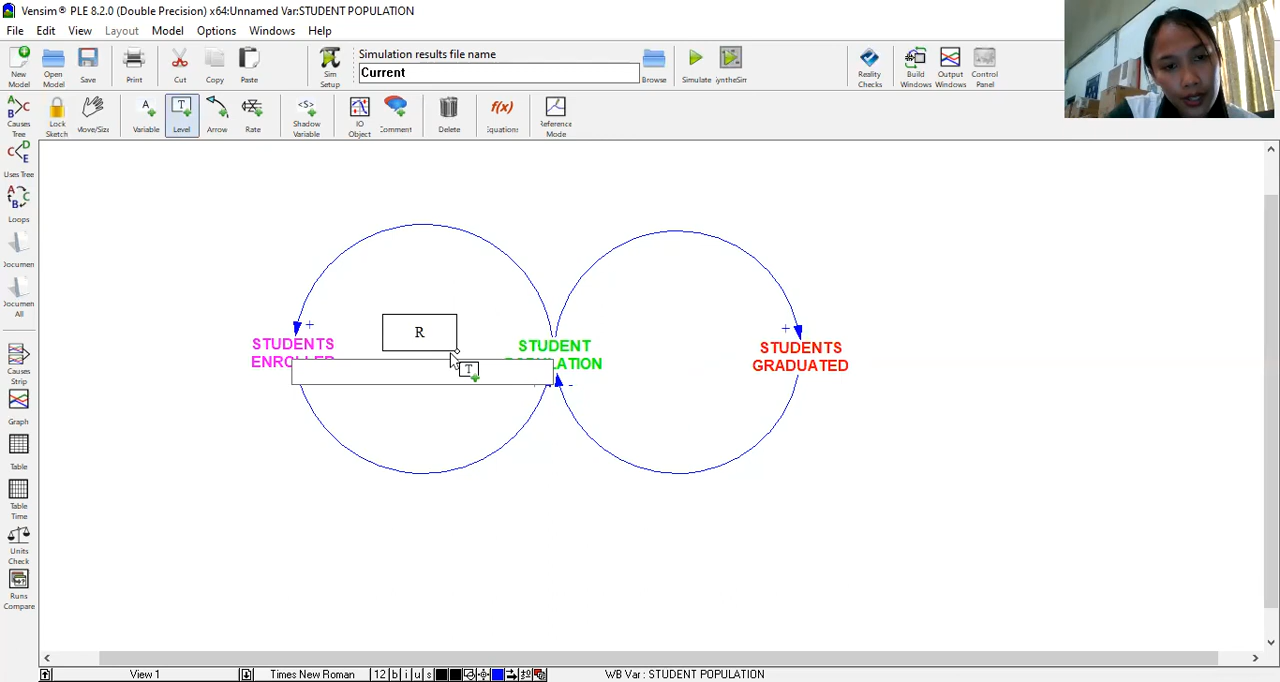 Vensim® PLE 8.2.0 (Double Precision) x64:Unnamed Var:STUDENT POPULATION
File Edit View Layout Model Options Windows Help
New Model
Open Model
Save
Print
Cut
Copy
Paste
Sim Setup
Simulation results file name
Current
Browse
Simulate
SyntheSim
Reality Checks
Build Windows
Output Windows
Control Panel
Causes Tree
Lock Sketch
Move/Size
Variable
Level
Arrow
Rate
Shadow Variable
IO Object
Comment
Delete
Equations
Reference Mode
Uses Tree
Loops
Documen
Documen All
Causes Strip
Graph
Table
Table Time
Units Check
Runs Compare
STUDENTS
ENROLLED
R
T
STUDENT
POPULATION
STUDENTS
GRADUATED
+
+
-
View 1
Times New Roman 12 b i u s
WB Var : STUDENT POPULATION